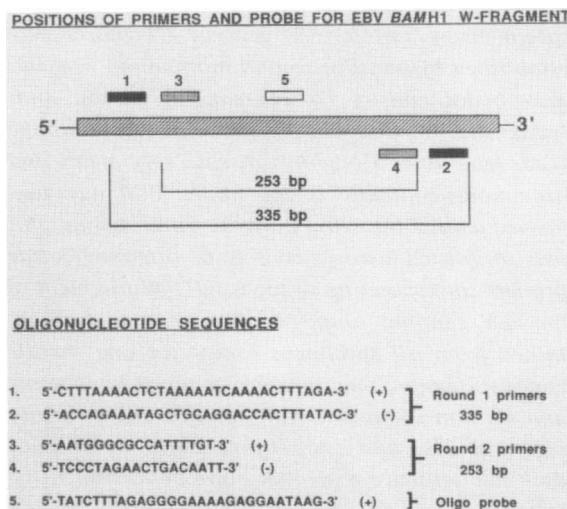 POSITIONS OF PRIMERS AND PROBE FOR EBV BAMH1 W-FRAGMENT
1 3 5
5' 3'
4 2
253 bp
335 bp
OLIGONUCLEOTIDE SEQUENCES
1. 5'-CTTTAAAACTCTAAAAATCAAAACTTTAGA-3' (+) Round 1 primers
2. 5'-ACCAGAAATAGCTGCAGGACCACTTTATAC-3' (-) 335 bp
3. 5'-AATGGGCGCCATTTTTGT-3' (+) Round 2 primers
4. 5'-TCCCTAGAACTGACAATT-3' (-) 253 bp
5. 5'-TATCTTTAGAGGGGAAAAGAGGAATAAG-3' (+) Oligo probe